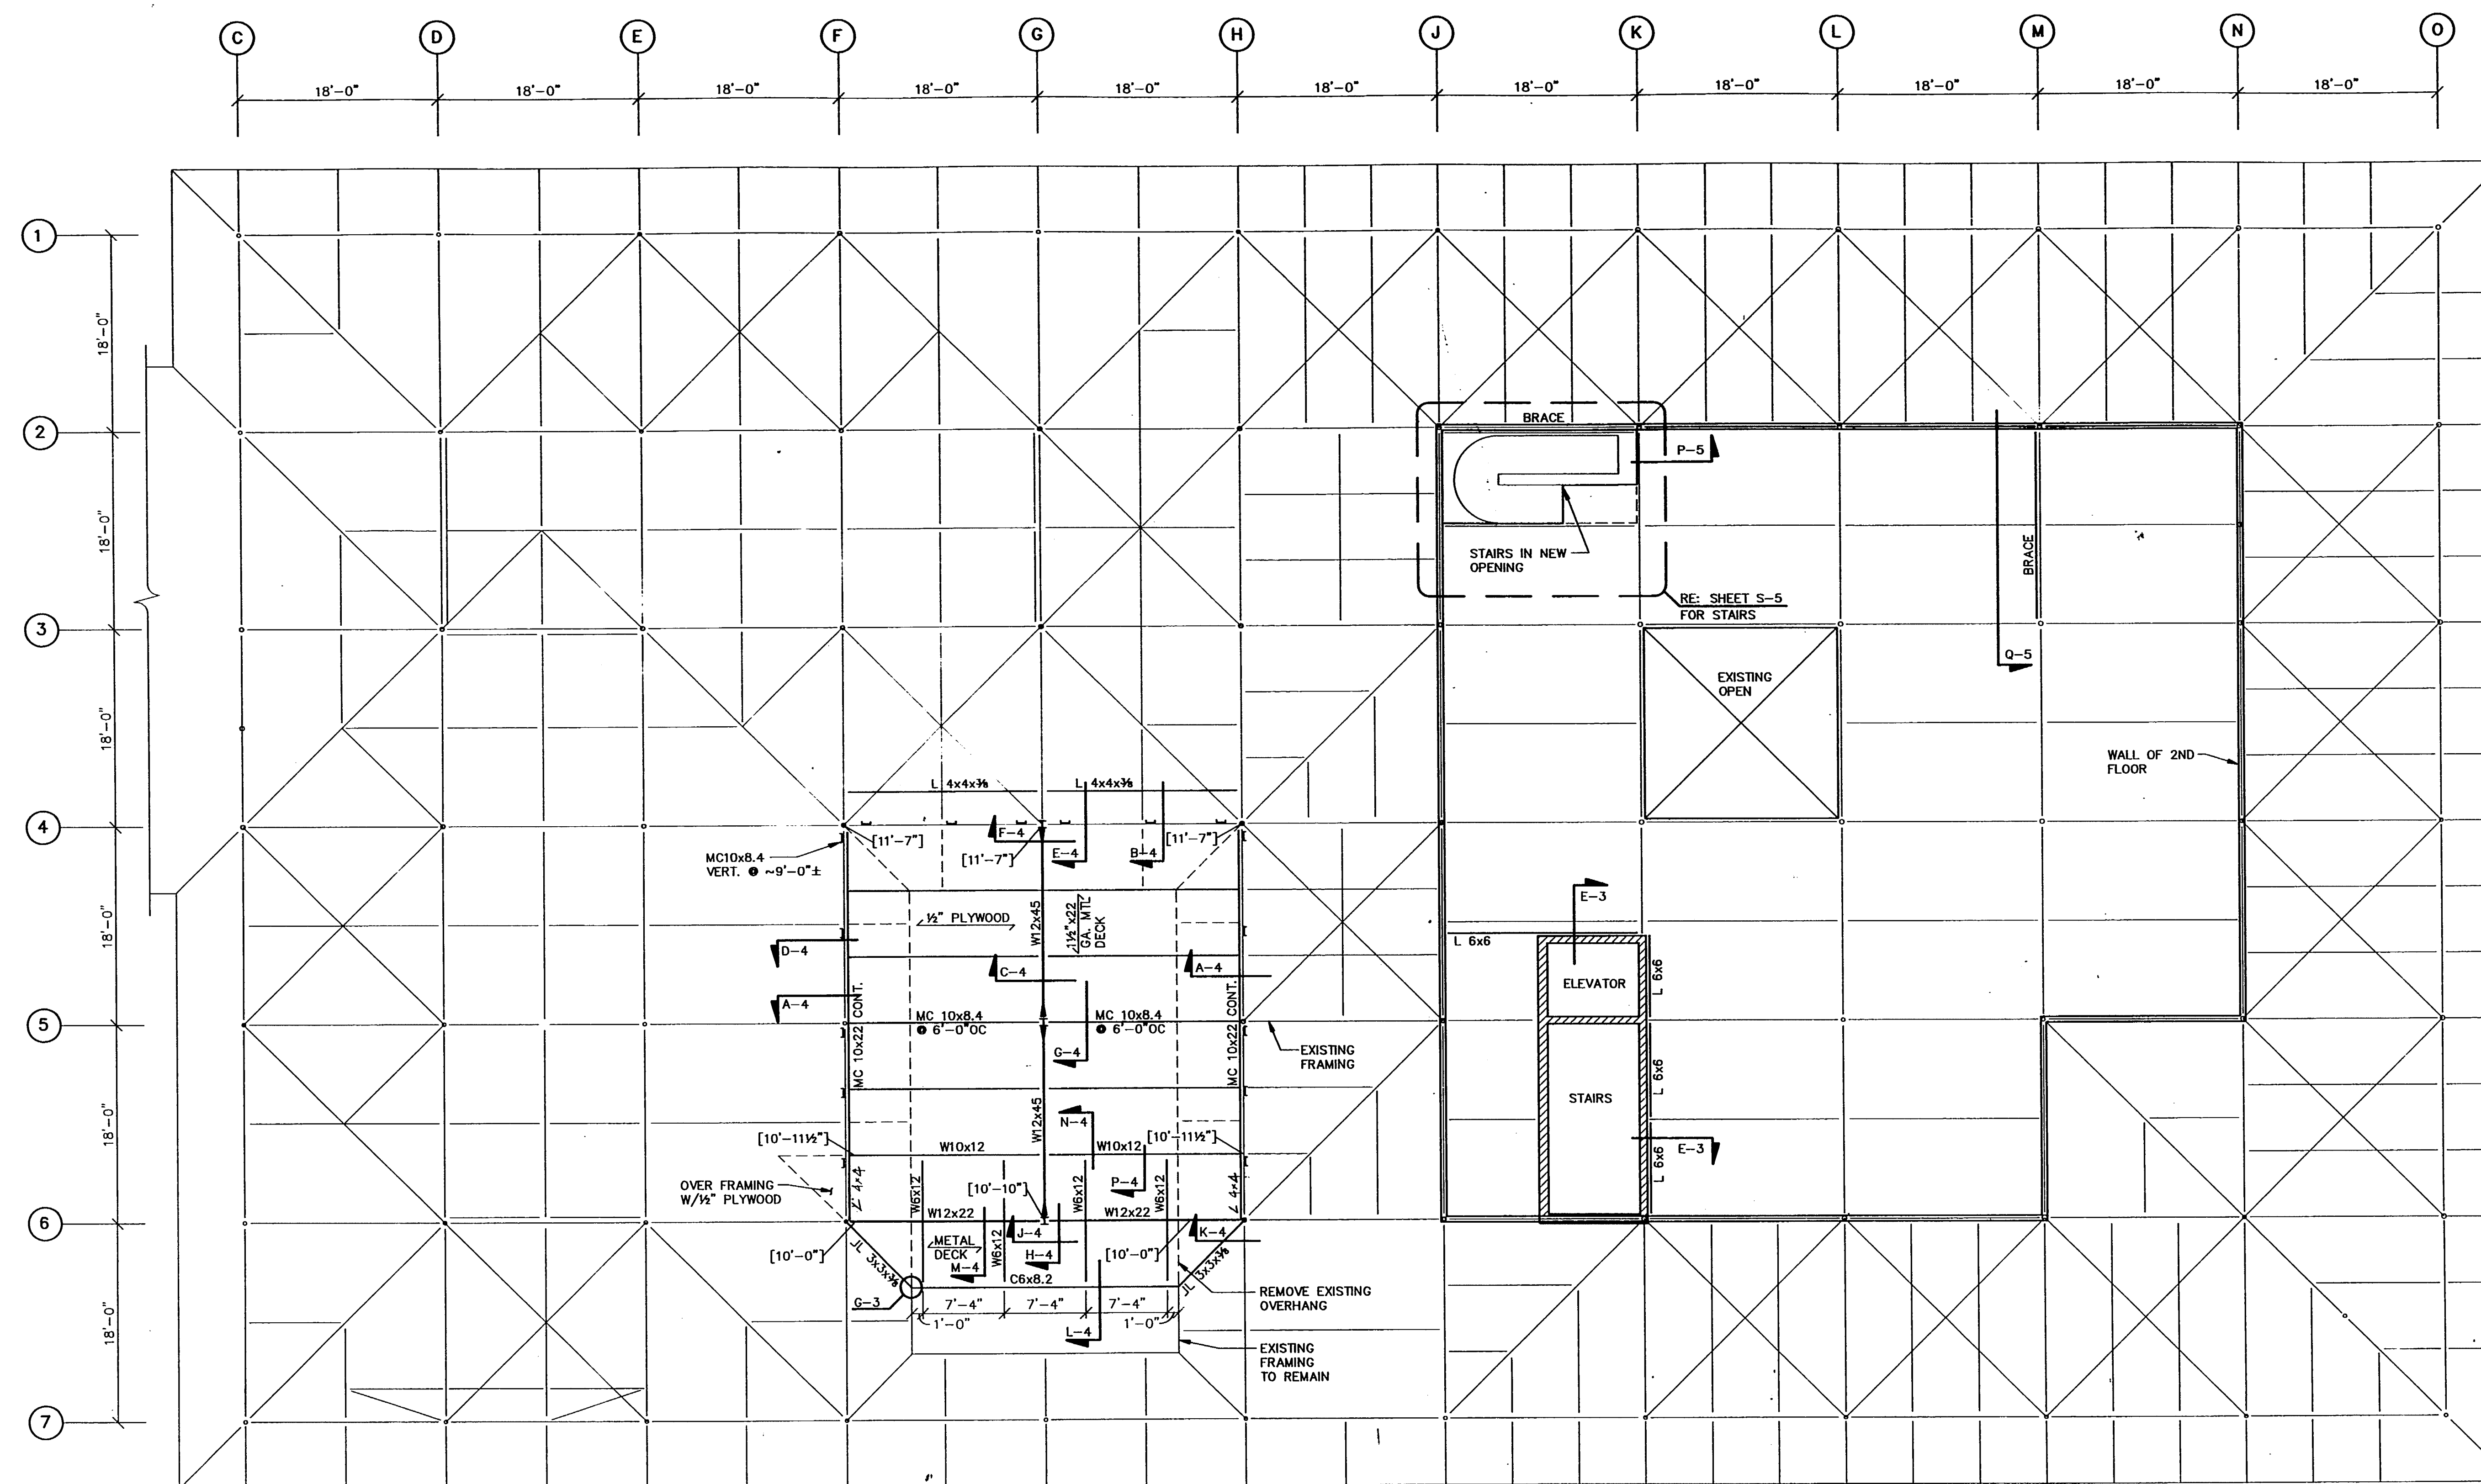 C
D
E
F
G
H
J
K
L
M
N
O
18'-0"
18'-0"
18'-0"
18'-0"
18'-0"
18'-0"
18'-0"
18'-0"
18'-0"
18'-0"
18'-0"
1
2
3
4
5
6
7
18'-0"
18'-0"
18'-0"
18'-0"
18'-0"
18'-0"
BRACE
P-5
STAIRS IN NEW
OPENING
RE: SHEET S-5
FOR STAIRS
BRACE
Q-5
EXISTING
OPEN
WALL OF 2ND
FLOOR
L 4x4x⅜
L 4x4x⅜
F-4
[11'-7"]
[11'-7"]
E-4
B-4
[11'-7"]
MC10x8.4
VERT. @ ~9'-0"±
½" PLYWOOD
W12x45
1½"x22
GA. MTL
DECK
D-4
C-4
A-4
A-4
E-3
L 6x6
ELEVATOR
L 6x6
MC 10x22 CONT.
MC 10x8.4
@ 6'-0"OC
MC 10x8.4
@ 6'-0"OC
MC 10x22 CONT.
G-4
EXISTING
FRAMING
STAIRS
L 6x6
W12x45
N-4
[10'-11½"]
[10'-11½"]
W10x12
W10x12
E-3
L 6x6
OVER FRAMING
W/½" PLYWOOD
L 4x4
W6x12
[10'-10"]
W6x12
P-4
W6x12
L 4x4
W12x22
W12x22
J-4
K-4
[10'-0"]
METAL
DECK
W6x12
H-4
[10'-0"]
M-4
JL 3x3x⅜
C6x8.2
JL 3x3x⅜
G-3
7'-4"
7'-4"
7'-4"
1'-0"
1'-0"
L-4
REMOVE EXISTING
OVERHANG
EXISTING
FRAMING
TO REMAIN